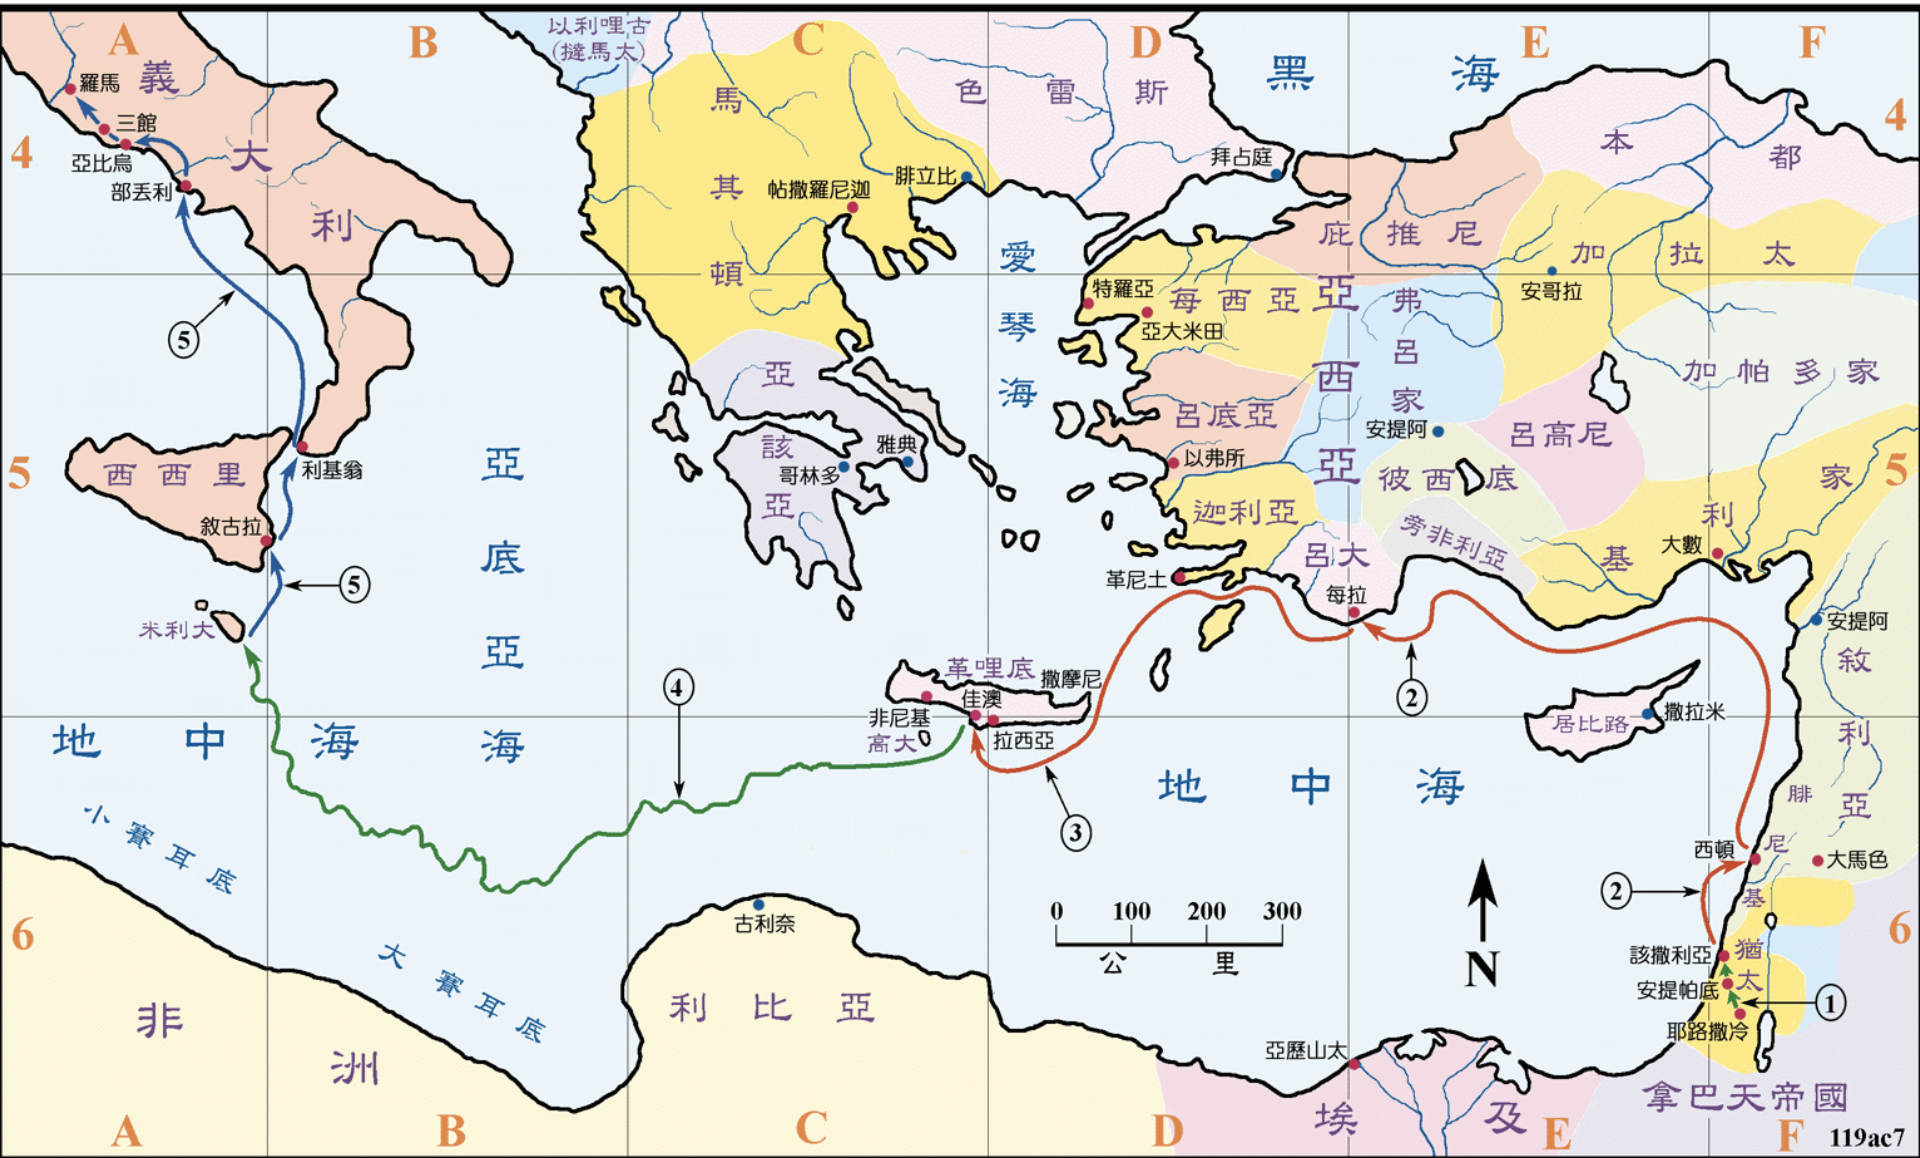 A
B
C
D
E
F
4
4
5
5
6
6
以利哩古
(撻馬太)
義大利
羅馬
三館
亞比烏
部丟利
馬其頓
帖撒羅尼迦
腓立比
色雷斯
黑海
拜占庭
本都
庇推尼
加拉太
安哥拉
愛琴海
特羅亞
每西亞
亞大米田
亞西亞
弗呂家
加帕多家
亞該亞
雅典
哥林多
呂底亞
以弗所
安提阿
呂高尼
彼西底
迦利亞
旁非利亞
呂大
每拉
革尼土
基利家
大數
安提阿
敘利亞
西西里
利基翁
敘古拉
米利大
亞底亞海
地中海
革哩底
撒摩尼
佳澳
非尼基
高大
拉西亞
居比路
撒拉米
地中海
小賽耳底
大賽耳底
腓尼基
西頓
大馬色
古利奈
0 100 200 300
公里
N
該撒利亞
猶太
安提帕底
耶路撒冷
非洲
利比亞
亞歷山太
埃及
拿巴天帝國
⑤
⑤
④
③
②
②
①
A
B
C
D
E
F
119ac7